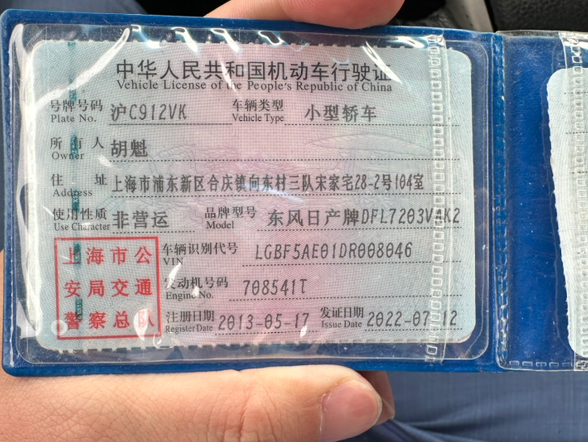 中华人民共和国机动车行驶证
Vehicle License of the People's Republic of China
号牌号码 沪C912VK 车辆类型 小型轿车
Plate No. Vehicle Type
所有人 胡魁
Owner
住址 上海市浦东新区合庆镇向东村三队宋家宅28-2号104室
Address
使用性质 非营运 品牌型号 东风日产牌DFL7203VAK2
Use Character Model
上海市公 车辆识别代号 LGBF5AE01DR008046
VIN
安局交通 发动机号码 708541T
Engine No.
警察总队 注册日期 2013-05-17 发证日期 2022-07-12
Register Date Issue Date